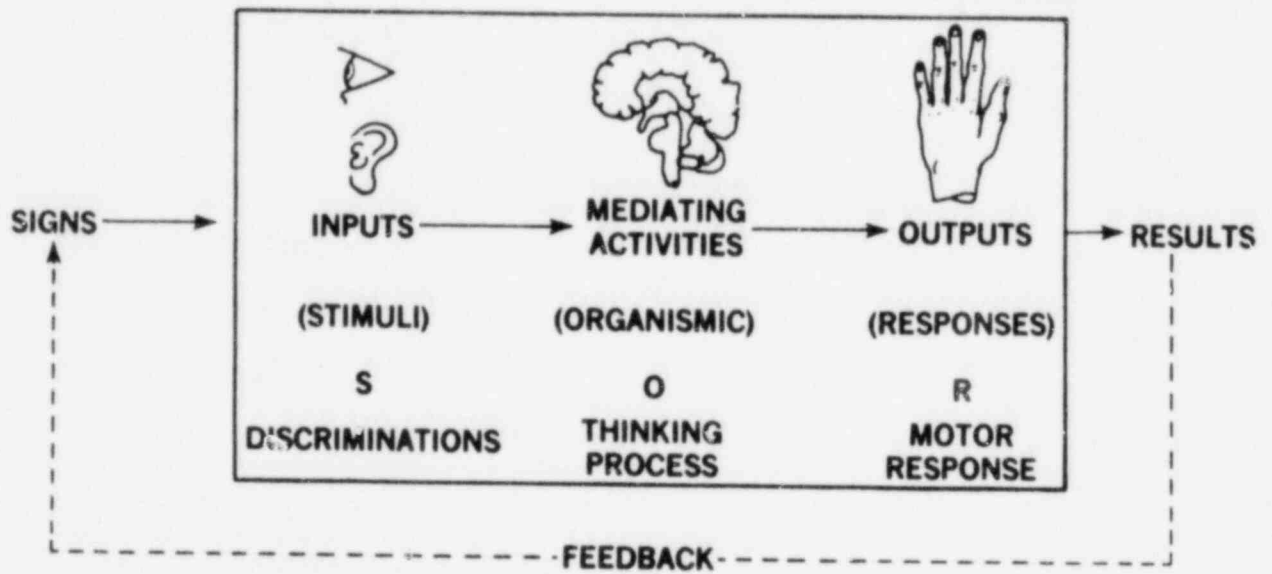 SIGNS
INPUTS
MEDIATING
ACTIVITIES
OUTPUTS
RESULTS
(STIMULI)
(ORGANISMIC)
(RESPONSES)
S
O
R
DISCRIMINATIONS
THINKING
PROCESS
MOTOR
RESPONSE
FEEDBACK